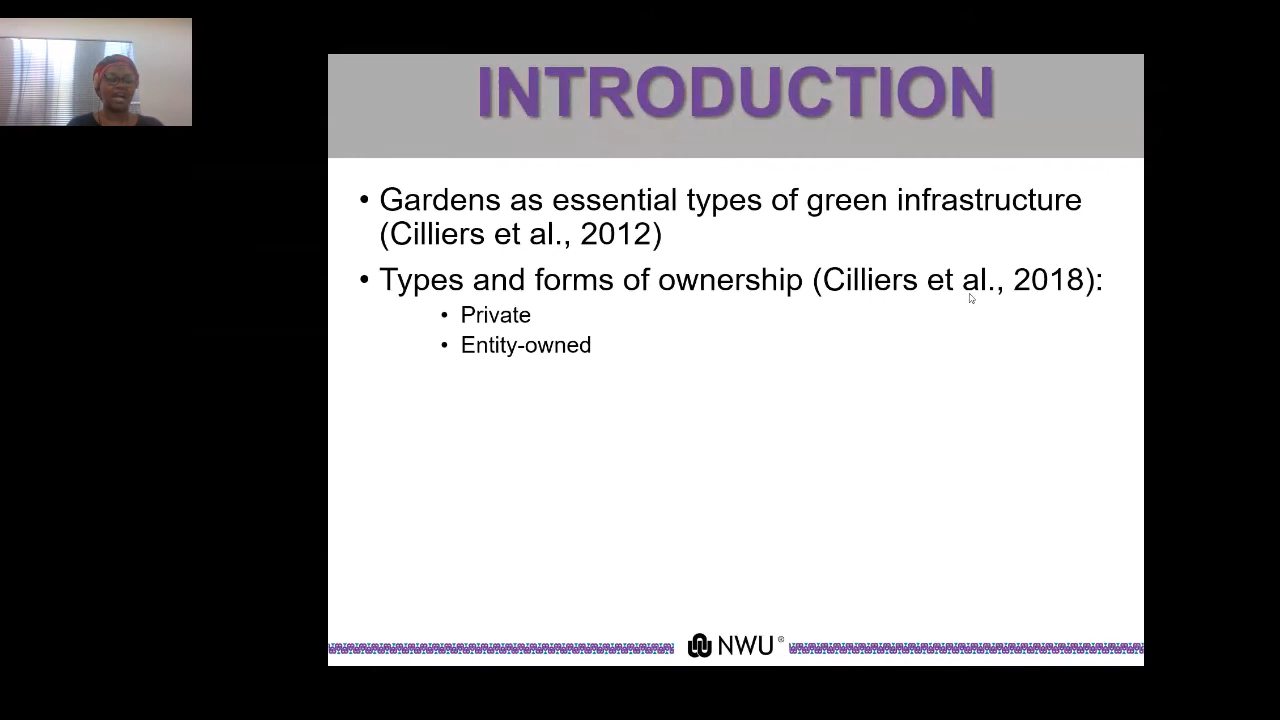 INTRODUCTION
• Gardens as essential types of green infrastructure
(Cilliers et al., 2012)
• Types and forms of ownership (Cilliers et al., 2018):
• Private
• Entity-owned
NWU®